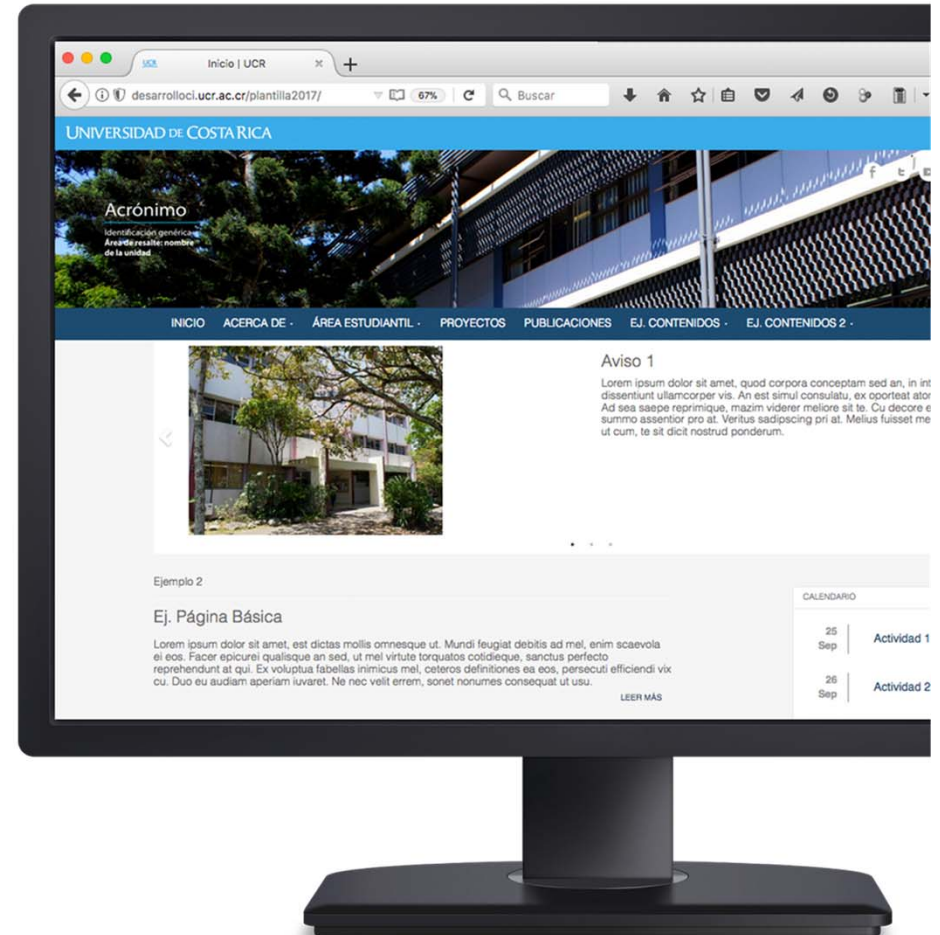 UCR Inicio | UCR
desarrolloci.ucr.ac.cr/plantilla2017/ 67% Buscar
UNIVERSIDAD DE COSTA RICA
Acrónimo
Identificación genérica
Área de resalte: nombre
de la unidad
INICIO ACERCA DE ÁREA ESTUDIANTIL PROYECTOS PUBLICACIONES EJ. CONTENIDOS EJ. CONTENIDOS 2
Aviso 1
Lorem ipsum dolor sit amet, quod corpora conceptam sed an, in int
dissentiunt ullamcorper vis. An est simul consulatu, ex oporteat ator
Ad sea saepe reprimique, mazim viderer meliore sit te. Cu decore e
summo assentior pro at. Veritus sadipscing pri at. Melius fuisset me
ut cum, te sit dicit nostrud ponderum.
Ejemplo 2
Ej. Página Básica
Lorem ipsum dolor sit amet, est dictas mollis omnesque ut. Mundi feugiat debitis ad mel, enim scaevola
ei eos. Facer epicurei qualisque an sed, ut mel virtute torquatos cotidieque, sanctus perfecto
reprehendunt at qui. Ex voluptua fabellas inimicus mel, ceteros definitiones ea eos, persecuti efficiendi vix
cu. Duo eu audiam aperiam iuvaret. Ne nec velit errem, sonet nonumes consequat ut usu.
LEER MÁS
CALENDARIO
25
Sep
Actividad 1
26
Sep
Actividad 2